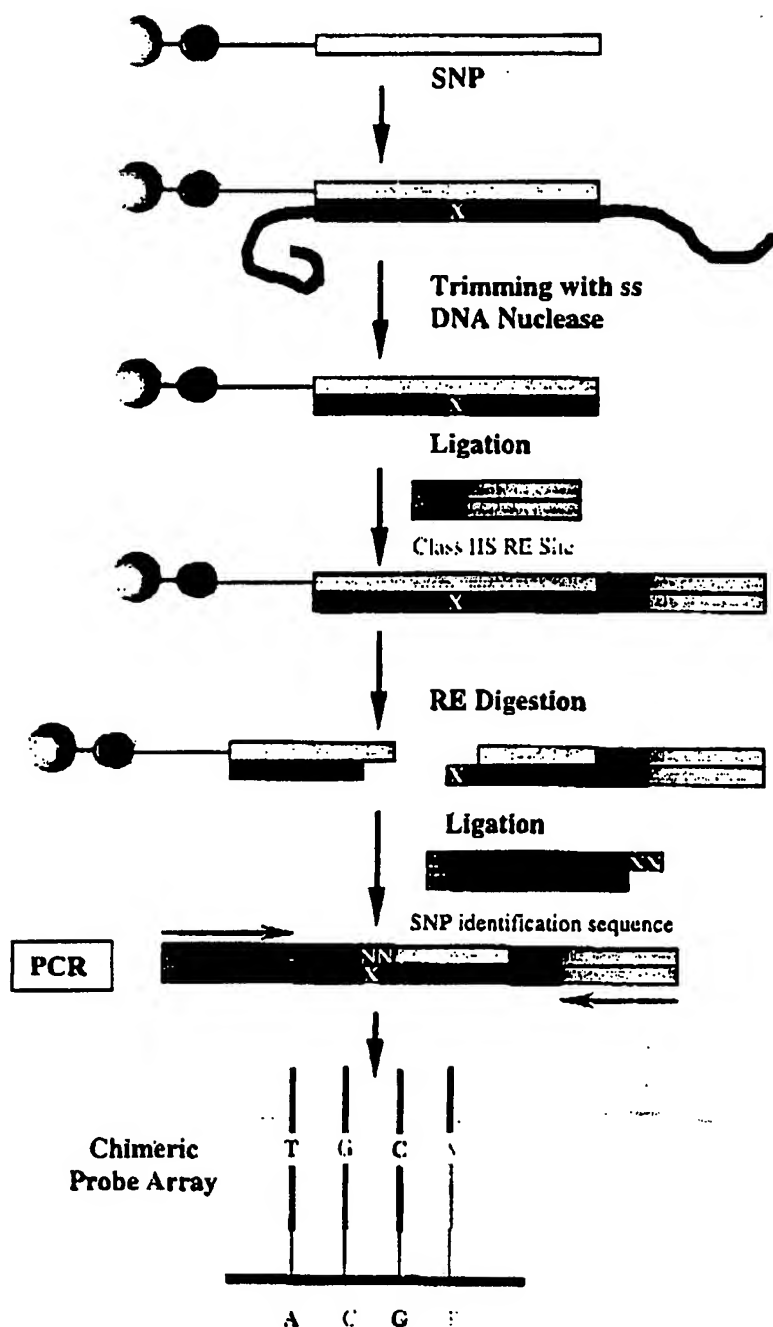 SNP
X
Trimming with ss
DNA Nuclease
X
Ligation
Class IIS RE Site
X
RE Digestion
X
Ligation
XX
SNP identification sequence
PCR
NN
X
Chimeric
Probe Array
T G C
A C G